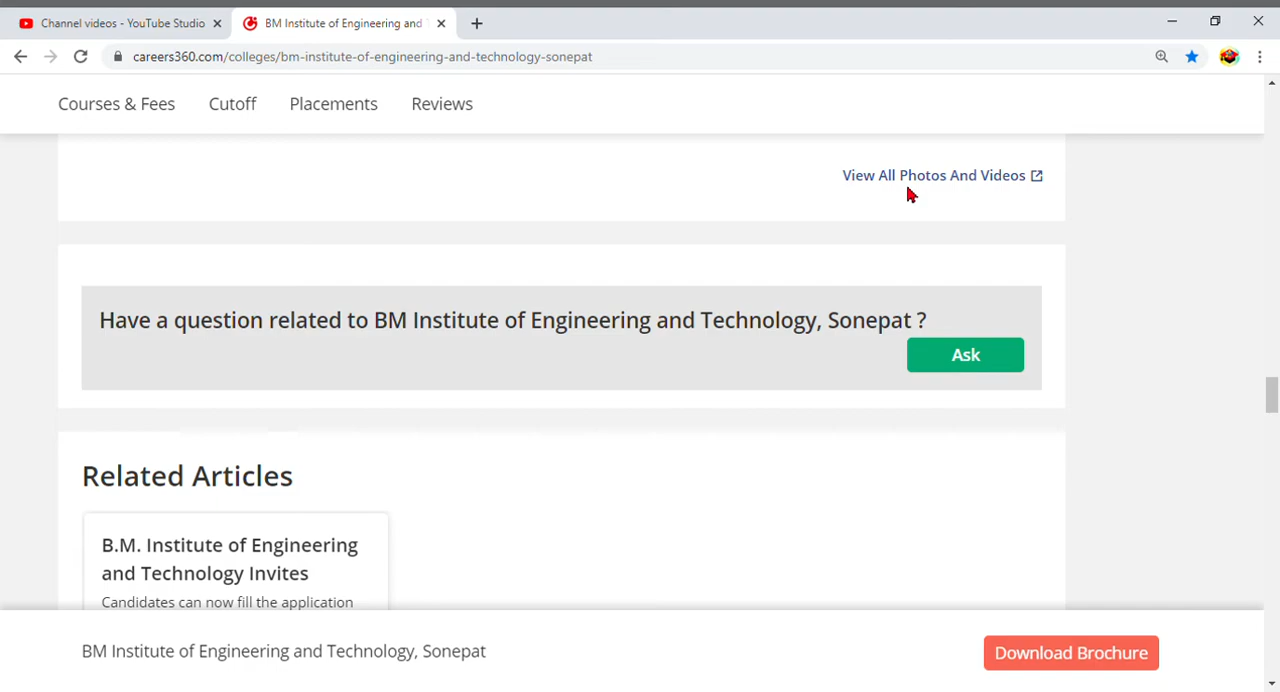 Channel videos - YouTube Studio
BM Institute of Engineering and
careers360.com/colleges/bm-institute-of-engineering-and-technology-sonepat
Courses & Fees Cutoff Placements Reviews
View All Photos And Videos
Have a question related to BM Institute of Engineering and Technology, Sonepat ?
Ask
Related Articles
B.M. Institute of Engineering
and Technology Invites
Candidates can now fill the application
BM Institute of Engineering and Technology, Sonepat
Download Brochure